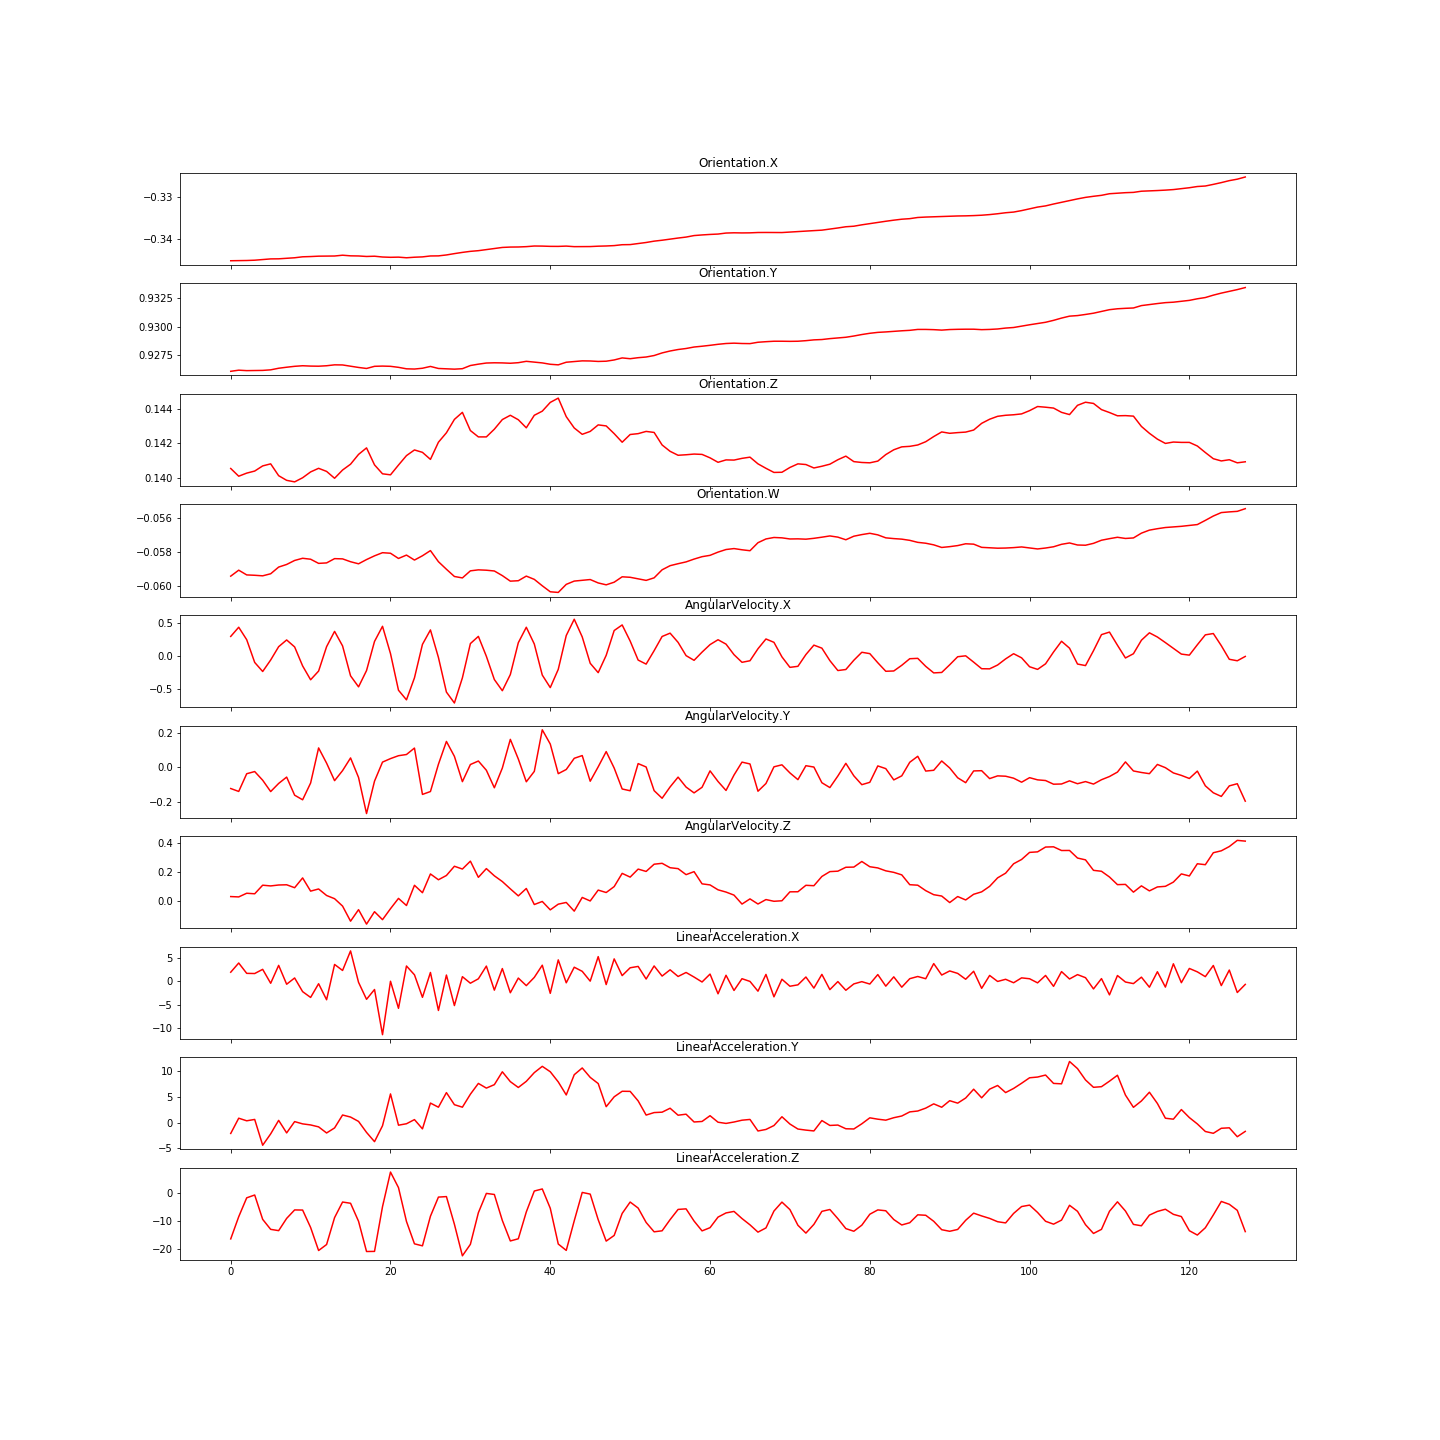 Orientation.X
−0.33
−0.34
Orientation.Y
0.9325
0.9300
0.9275
Orientation.Z
0.144
0.142
0.140
Orientation.W
−0.056
−0.058
−0.060
AngularVelocity.X
0.5
0.0
−0.5
AngularVelocity.Y
0.2
0.0
−0.2
AngularVelocity.Z
0.4
0.2
0.0
LinearAcceleration.X
5
0
−5
−10
LinearAcceleration.Y
10
5
0
−5
LinearAcceleration.Z
0
−10
−20
0 20 40 60 80 100 120